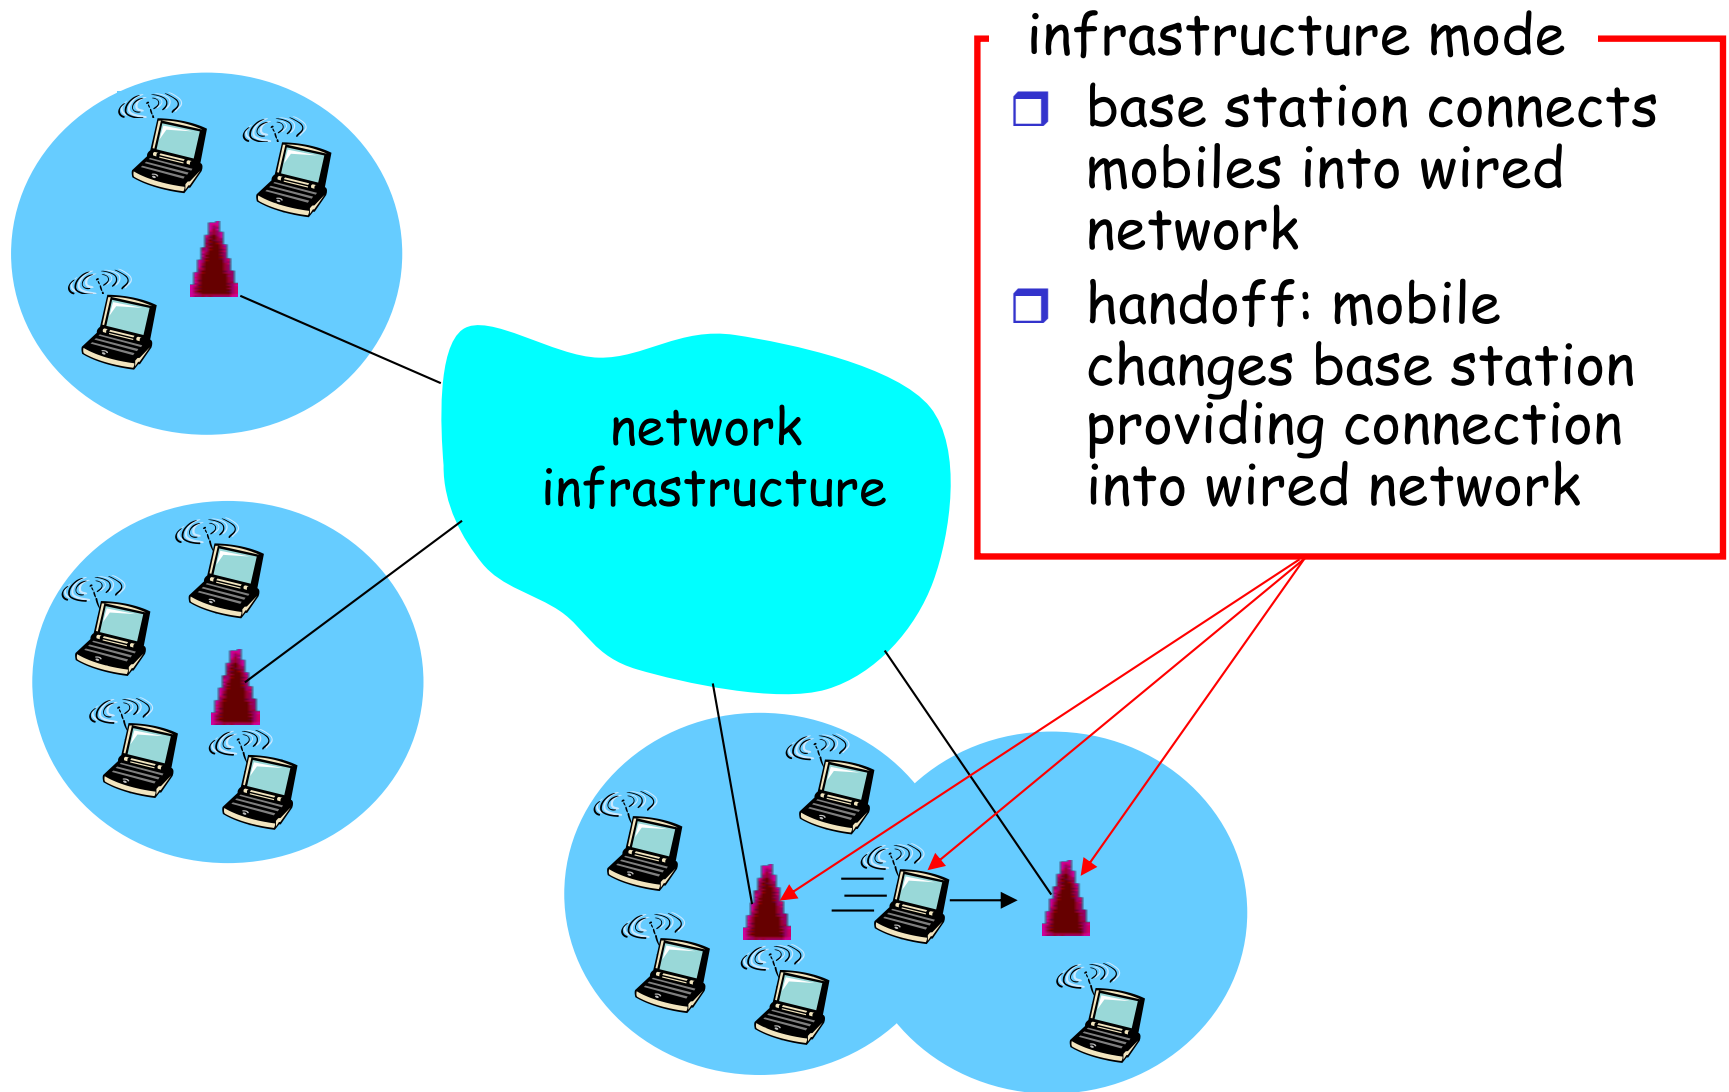 infrastructure mode
base station connects
mobiles into wired
network
handoff: mobile
changes base station
providing connection
into wired network
network
infrastructure